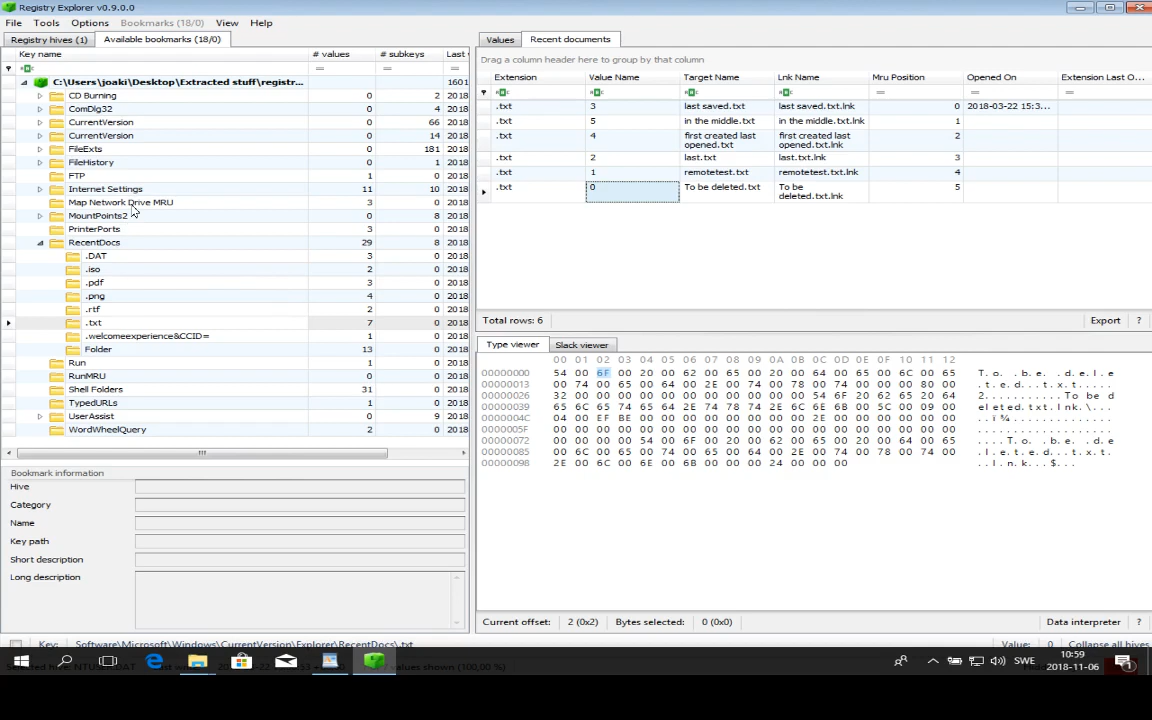 Registry Explorer v0.9.0.0
File Tools Options Bookmarks (18/0) View Help
Registry hives (1) Available bookmarks (18/0)
Key name # values # subkeys Last
= = =
C:\Users\joaki\Desktop\Extracted stuff\registr... 1601
CD Burning 0 2 2018
ComDlg32 0 4 2018
CurrentVersion 0 66 2018
CurrentVersion 0 14 2018
FileExts 0 181 2018
FileHistory 0 1 2018
FTP 1 0 2018
Internet Settings 11 10 2018
Map Network Drive MRU 3 0 2018
MountPoints2 0 8 2018
PrinterPorts 3 0 2018
RecentDocs 29 8 2018
.DAT 3 0 2018
.iso 2 0 2018
.pdf 3 0 2018
.png 4 0 2018
.rtf 2 0 2018
.txt 7 0 2018
.welcomeexperience&CCID= 1 0 2018
Folder 13 0 2018
Run 1 0 2018
RunMRU 0 0 2018
Shell Folders 31 0 2018
TypedURLs 1 0 2018
UserAssist 0 9 2018
WordWheelQuery 2 0 2018
Bookmark information
Hive
Category
Name
Key path
Short description
Long description
Values Recent documents
Drag a column header here to group by that column
Extension Value Name Target Name Lnk Name Mru Position Opened On Extension Last O...
= = =
.txt 3 last saved.txt last saved.txt.lnk 0 2018-03-22 15:3...
.txt 5 in the middle.txt in the middle.txt.lnk 1
.txt 4 first created last opened.txt first created last opened.txt.lnk 2
.txt 2 last.txt last.txt.lnk 3
.txt 1 remotetest.txt remotetest.txt.lnk 4
.txt 0 To be deleted.txt To be deleted.txt.lnk 5
Total rows: 6 Export ?
Type viewer Slack viewer
00 01 02 03 04 05 06 07 08 09 0A 0B 0C 0D 0E 0F 10 11 12
00000000 54 00 6F 00 20 00 62 00 65 00 20 00 64 00 65 00 6C 00 65 T.o. .b.e. .d.e.l.e
00000013 00 74 00 65 00 64 00 2E 00 74 00 78 00 74 00 00 00 80 00 .t.e.d...t.x.t.....
00000026 32 00 00 00 00 00 00 00 00 00 00 00 54 6F 20 62 65 20 64 2...........To be d
00000039 65 6C 65 74 65 64 2E 74 78 74 2E 6C 6E 6B 00 5C 00 09 00 eleted.txt.lnk.\...
0000004C 04 00 EF BE 00 00 00 00 00 00 00 00 2E 00 00 00 00 00 00 ..ï¾...............
0000005F 00 00 00 00 00 00 00 00 00 00 00 00 00 00 00 00 00 00 00 ...................
00000072 00 00 00 00 54 00 6F 00 20 00 62 00 65 00 20 00 64 00 65 ....T.o. .b.e. .d.e
00000085 00 6C 00 65 00 74 00 65 00 64 00 2E 00 74 00 78 00 74 00 .l.e.t.e.d...t.x.t.
00000098 2E 00 6C 00 6E 00 6B 00 00 00 24 00 00 00 ..l.n.k...$...
Current offset: 2 (0x2) Bytes selected: 0 (0x0) Data interpreter ?
Key: Software\Microsoft\Windows\CurrentVersion\Explorer\RecentDocs\.txt Value: 0 Collapse all hives
SWE
10:59
2018-11-06
1